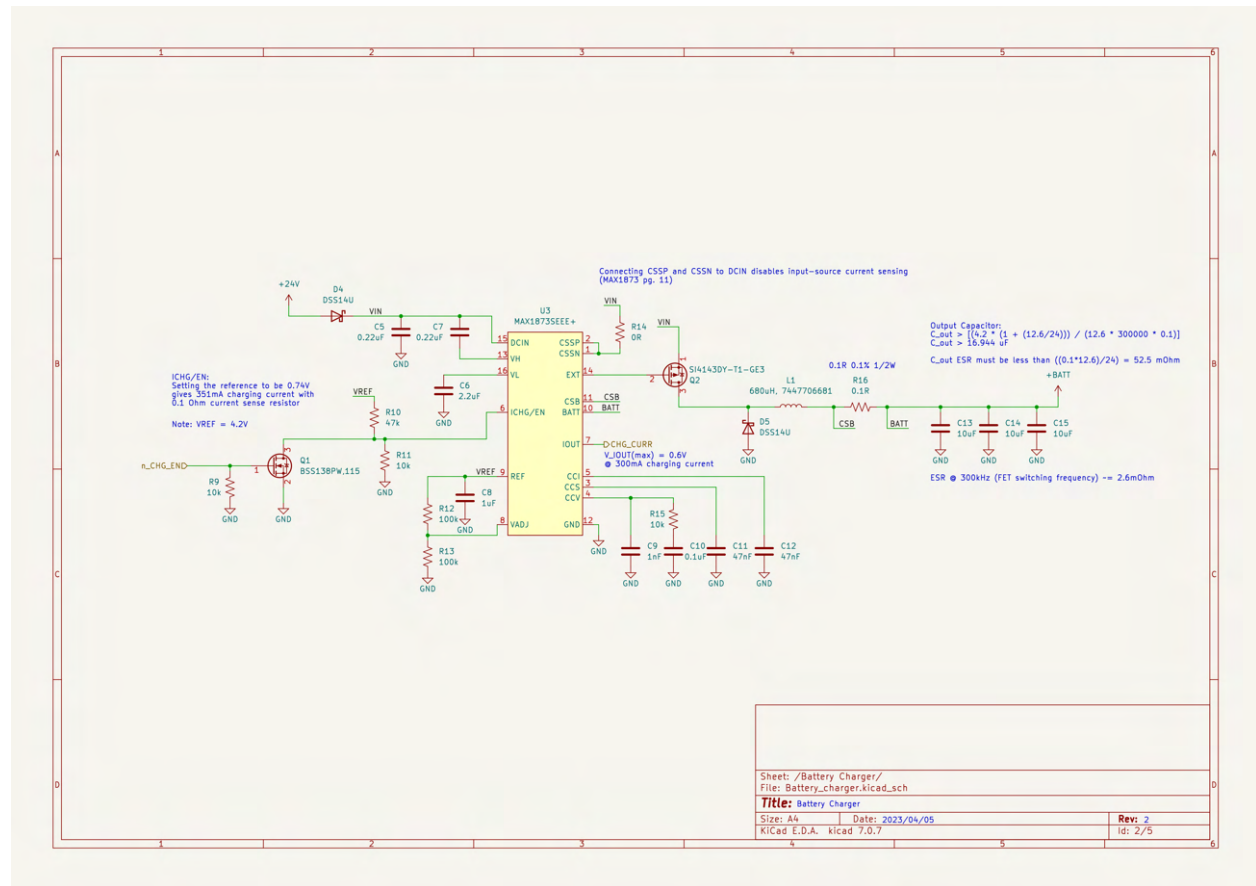 1 2 3 4 5 6
A
A
Connecting CSSP and CSSN to DCIN disables input-source current sensing
(MAX1873 pg. 11)
+24V
D4
DSS14U
VIN
C5
0.22uF
GND
C7
0.22uF
U3
MAX1873SEEE+
15 DCIN
13 VH
16 VL
6 ICHG/EN
9 REF
8 VADJ
CSSP 2
CSSN 1
EXT 14
CSB 11 CSB
BATT 10 BATT
IOUT 7 CHG_CURR
CCI 5
CCS 3
CCV 4
GND 12
GND
V_IOUT(max) = 0.6V
@ 300mA charging current
VIN
R14
0R
VIN
1
2
3
SI4143DY-T1-GE3
Q2
D5
DSS14U
GND
L1
680uH, 7447706681
0.1R 0.1% 1/2W
R16
0.1R
CSB
BATT
Output Capacitor:
C_out > [(4.2 * (1 + (12.6/24))) / (12.6 * 300000 * 0.1)]
C_out > 16.944 uF
C_out ESR must be less than ((0.1*12.6)/24) = 52.5 mOhm
+BATT
C13
10uF
GND
C14
10uF
GND
C15
10uF
GND
ESR @ 300kHz (FET switching frequency) -= 2.6mOhm
B
B
ICHG/EN:
Setting the reference to be 0.74V
gives 351mA charging current with
0.1 Ohm current sense resistor
Note: VREF = 4.2V
VREF
R10
47k
C6
2.2uF
GND
n_CHG_EN
R9
10k
GND
1
3
2
Q1
BSS138PW,115
GND
R11
10k
GND
VREF
C8
1uF
GND
R12
100k
R13
100k
GND
R15
10k
C9
1nF
GND
C10
0.1uF
GND
C11
47nF
GND
C12
47nF
GND
C
C
D
D
Sheet: /Battery Charger/
File: Battery_charger.kicad_sch
Title: Battery Charger
Size: A4 Date: 2023/04/05 Rev: 2
KiCad E.D.A. kicad 7.0.7 Id: 2/5
1 2 3 4 5 6